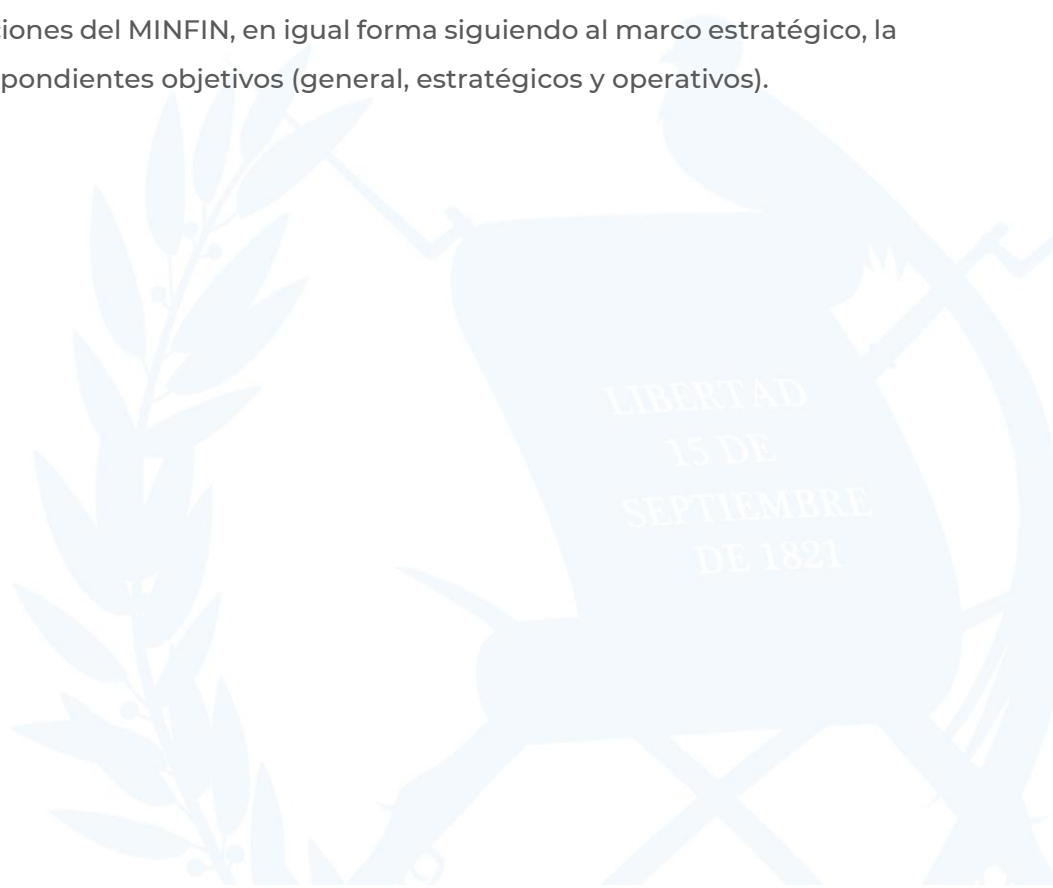 ciones del MINFIN, en igual forma siguiendo al marco estratégico, la
pondientes objetivos (general, estratégicos y operativos).
LIBERTAD
15 DE
SEPTIEMBRE
DE 1821